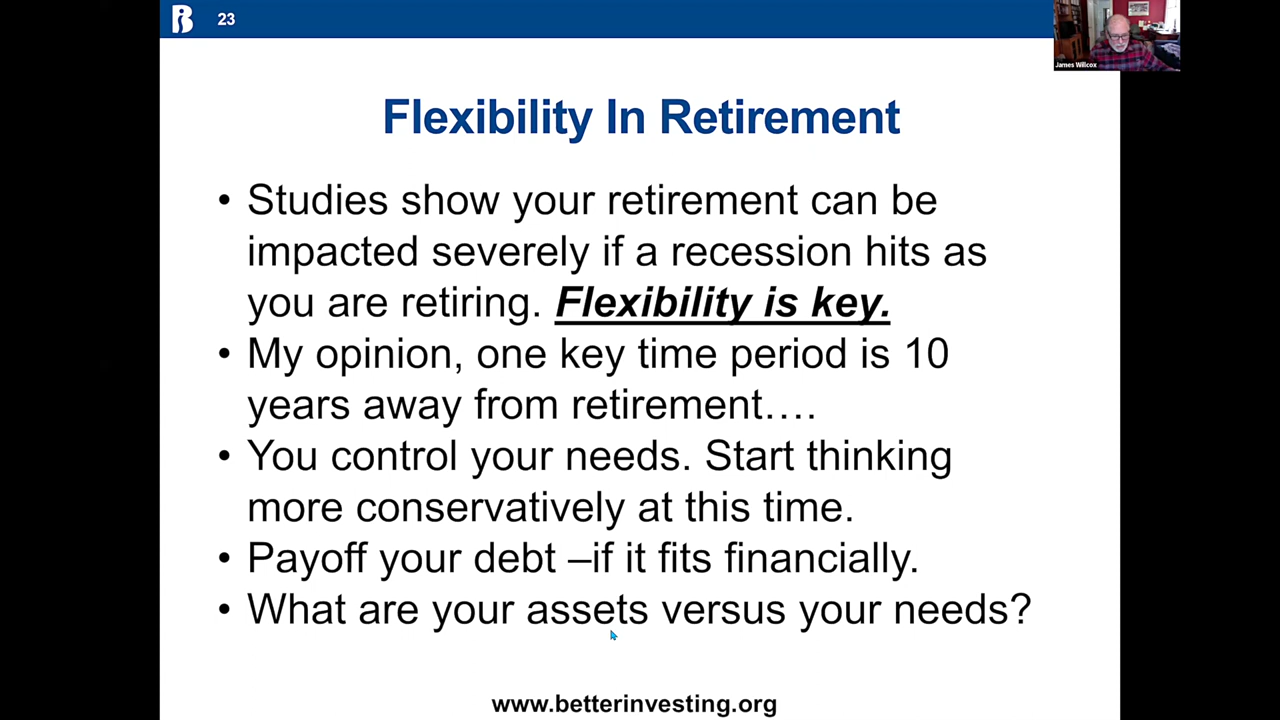 23
James Willcox
Flexibility In Retirement
• Studies show your retirement can be
impacted severely if a recession hits as
you are retiring. Flexibility is key.
• My opinion, one key time period is 10
years away from retirement….
• You control your needs. Start thinking
more conservatively at this time.
• Payoff your debt –if it fits financially.
• What are your assets versus your needs?
www.betterinvesting.org